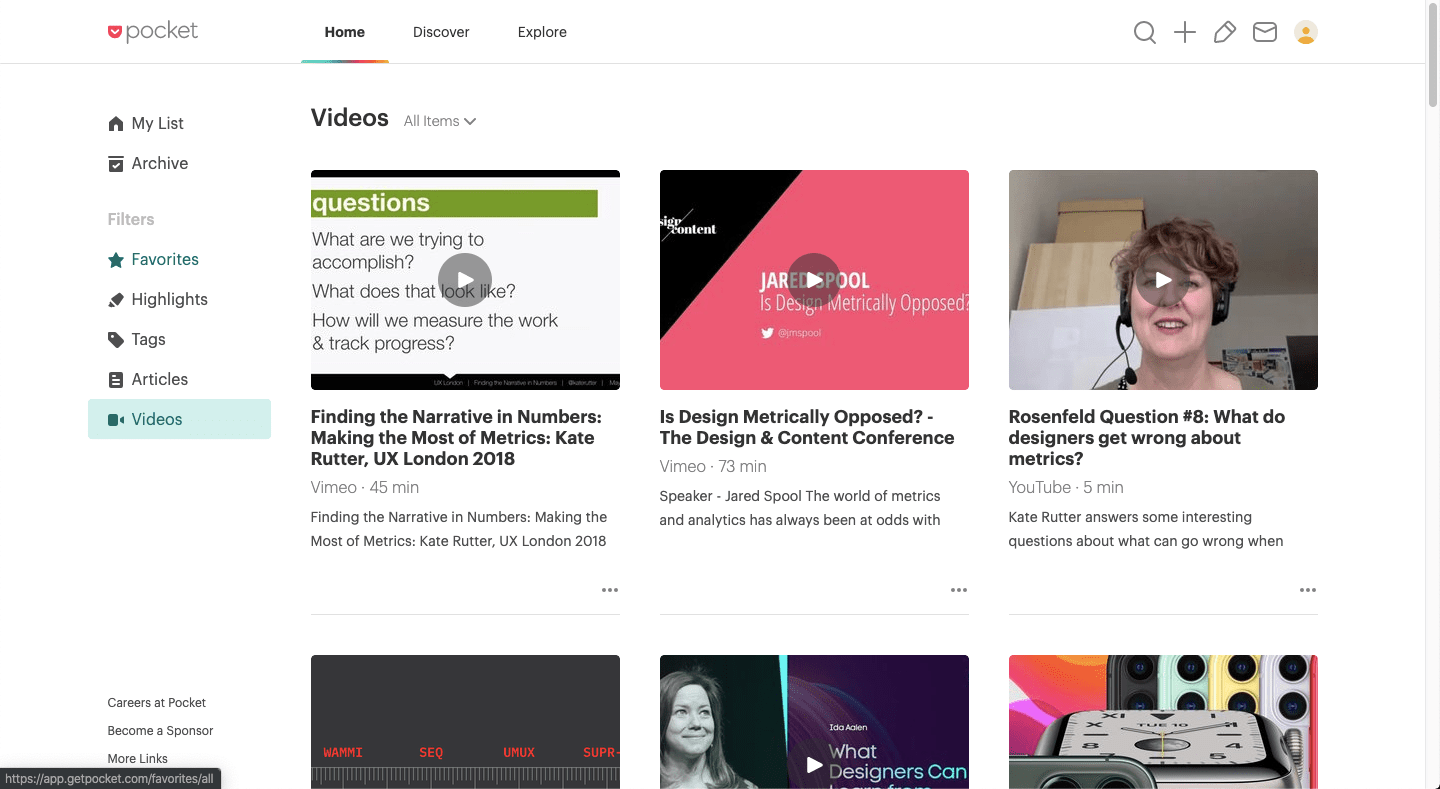 pocket
Home
Discover
Explore
My List
Archive
Filters
Favorites
Highlights
Tags
Articles
Videos
Videos
All Items
questions
What are we trying to
accomplish?
What does that look like?
How will we measure the work
& track progress?
UX London | Finding the Narrative in Numbers | @katerutter | Ma
sign
content
JARED SPOOL
Is Design Metrically Opposed?
@jmspool
Finding the Narrative in Numbers:
Making the Most of Metrics: Kate
Rutter, UX London 2018
Vimeo · 45 min
Finding the Narrative in Numbers: Making the
Most of Metrics: Kate Rutter, UX London 2018
Is Design Metrically Opposed? -
The Design & Content Conference
Vimeo · 73 min
Speaker - Jared Spool The world of metrics
and analytics has always been at odds with
Rosenfeld Question #8: What do
designers get wrong about
metrics?
YouTube · 5 min
Kate Rutter answers some interesting
questions about what can go wrong when
WAMMI
SEQ
UMUX
SUPR-
Ida Aalen
What
Designers Can
Learn from
XI
TUE 10
Careers at Pocket
Become a Sponsor
More Links
https://app.getpocket.com/favorites/all